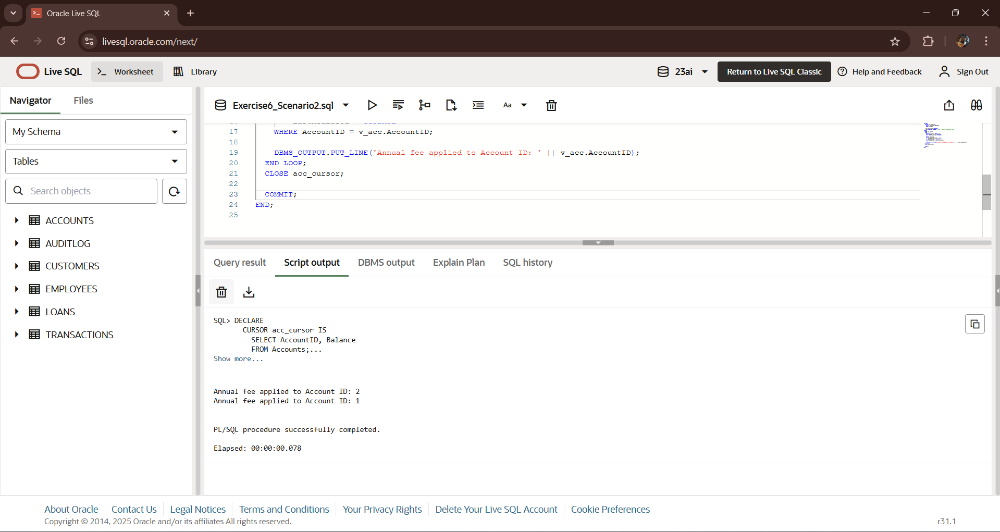 Oracle Live SQL
livesql.oracle.com/next/
Live SQL
>_ Worksheet
Library
23ai
Return to Live SQL Classic
Help and Feedback
Sign Out
Navigator
Files
My Schema
Tables
Search objects
ACCOUNTS
AUDITLOG
CUSTOMERS
EMPLOYEES
LOANS
TRANSACTIONS
Exercise6_Scenario2.sql
Aa
17 WHERE AccountID = v_acc.AccountID;
18
19 DBMS_OUTPUT.PUT_LINE('Annual fee applied to Account ID: ' || v_acc.AccountID);
20 END LOOP;
21 CLOSE acc_cursor;
22
23 COMMIT;
24 END;
25
Query result
Script output
DBMS output
Explain Plan
SQL history
SQL> DECLARE
CURSOR acc_cursor IS
SELECT AccountID, Balance
FROM Accounts;...
Show more...
Annual fee applied to Account ID: 2
Annual fee applied to Account ID: 1
PL/SQL procedure successfully completed.
Elapsed: 00:00:00.078
About Oracle
Contact Us
Legal Notices
Terms and Conditions
Your Privacy Rights
Delete Your Live SQL Account
Cookie Preferences
Copyright © 2014, 2025 Oracle and/or its affiliates All rights reserved.
r31.1